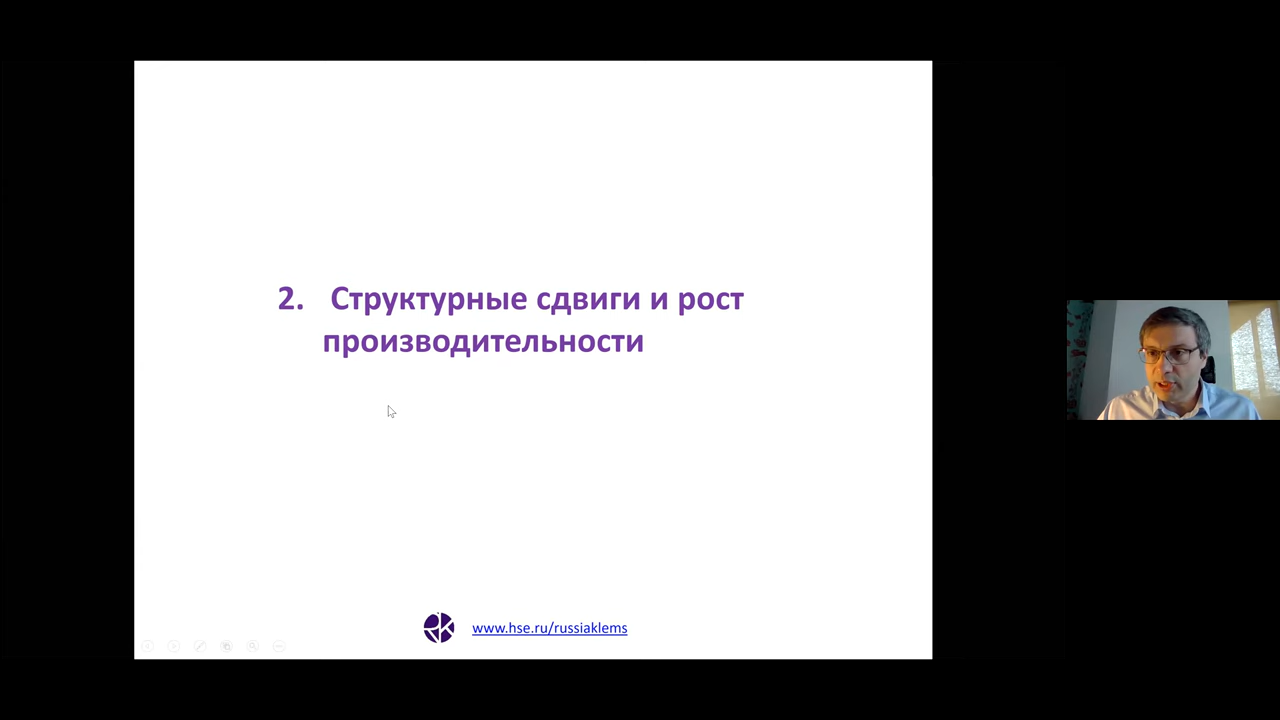 2. Структурные сдвиги и рост
производительности
www.hse.ru/russiaklems